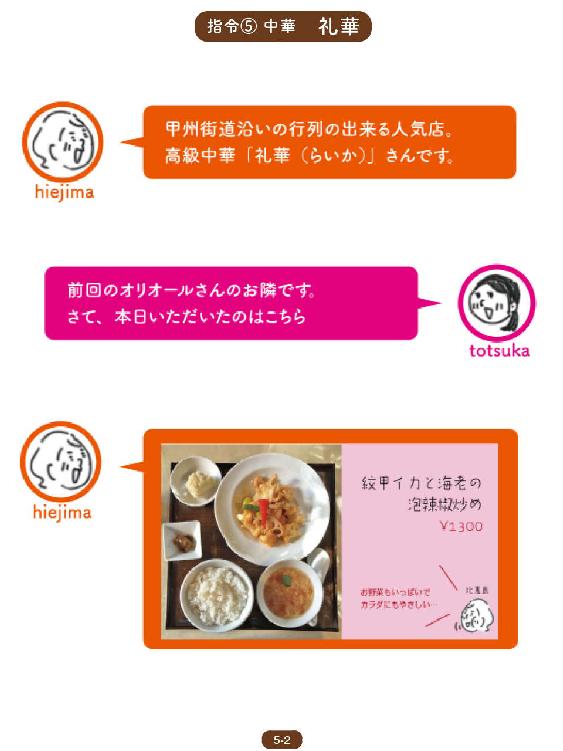 指令⑤ 中華　礼華
甲州街道沿いの行列の出来る人気店。
高級中華「礼華（らいか）」さんです。
hiejima
前回のオリオールさんのお隣です。
さて、本日いただいたのはこちら
totsuka
hiejima
紋甲イカと海老の
泡辣椒炒め
¥1300
お野菜もいっぱいで
カラダにもやさしい…
5-2